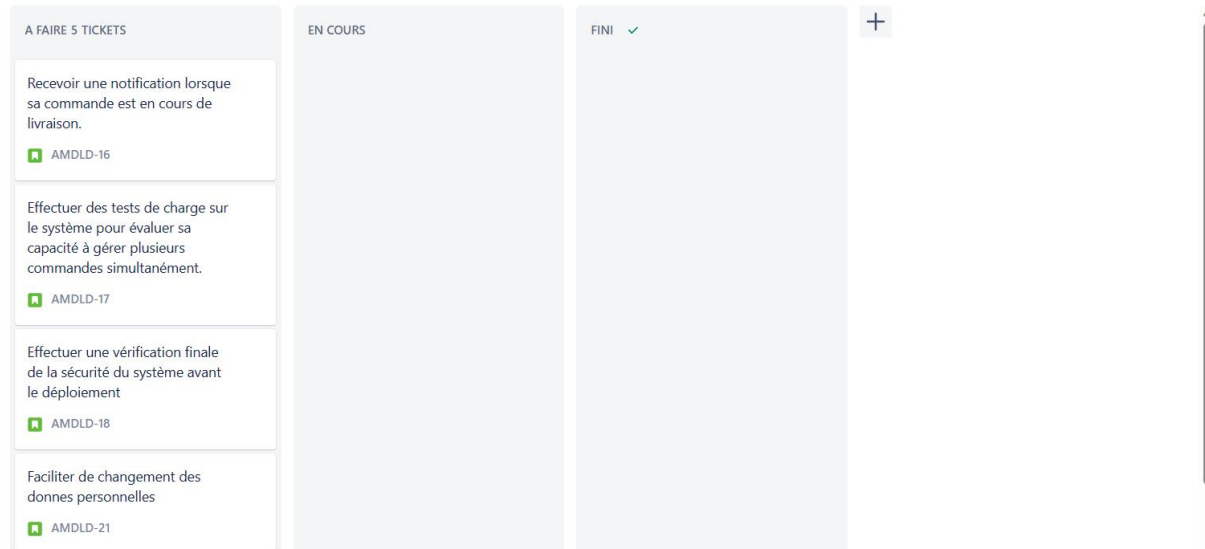 A FAIRE 5 TICKETS
EN COURS
FINI
Recevoir une notification lorsque
sa commande est en cours de
livraison.
AMDLD-16
Effectuer des tests de charge sur
le système pour évaluer sa
capacité à gérer plusieurs
commandes simultanément.
AMDLD-17
Effectuer une vérification finale
de la sécurité du système avant
le déploiement
AMDLD-18
Faciliter de changement des
donnes personnelles
AMDLD-21